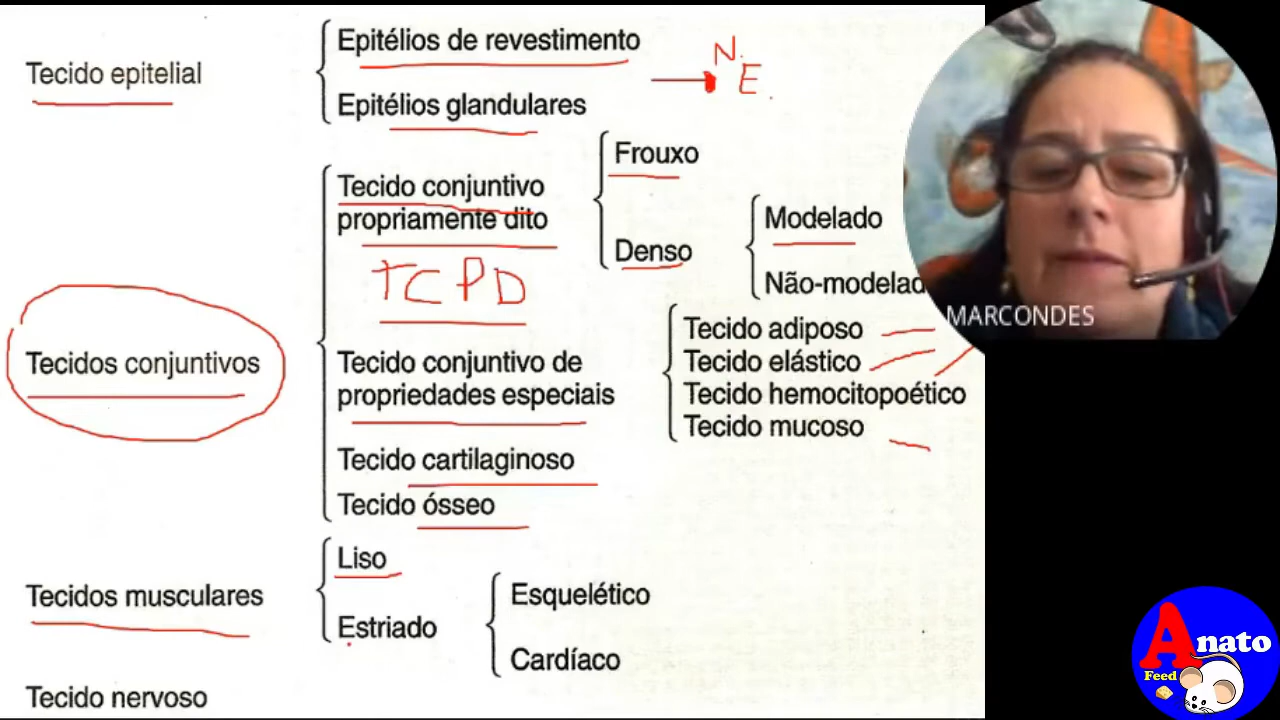 Tecido epitelial
Epitélios de revestimento
Epitélios glandulares
N.
E.
Tecidos conjuntivos
Tecido conjuntivo
propriamente dito
TCPD
Frouxo
Denso
Modelado
Não-modelad
Tecido conjuntivo de
propriedades especiais
Tecido adiposo
Tecido elástico
Tecido hemocitopoético
Tecido mucoso
Tecido cartilaginoso
Tecido ósseo
Tecidos musculares
Liso
Estriado
Esquelético
Cardíaco
Tecido nervoso
MARCONDES
Anato
Feed